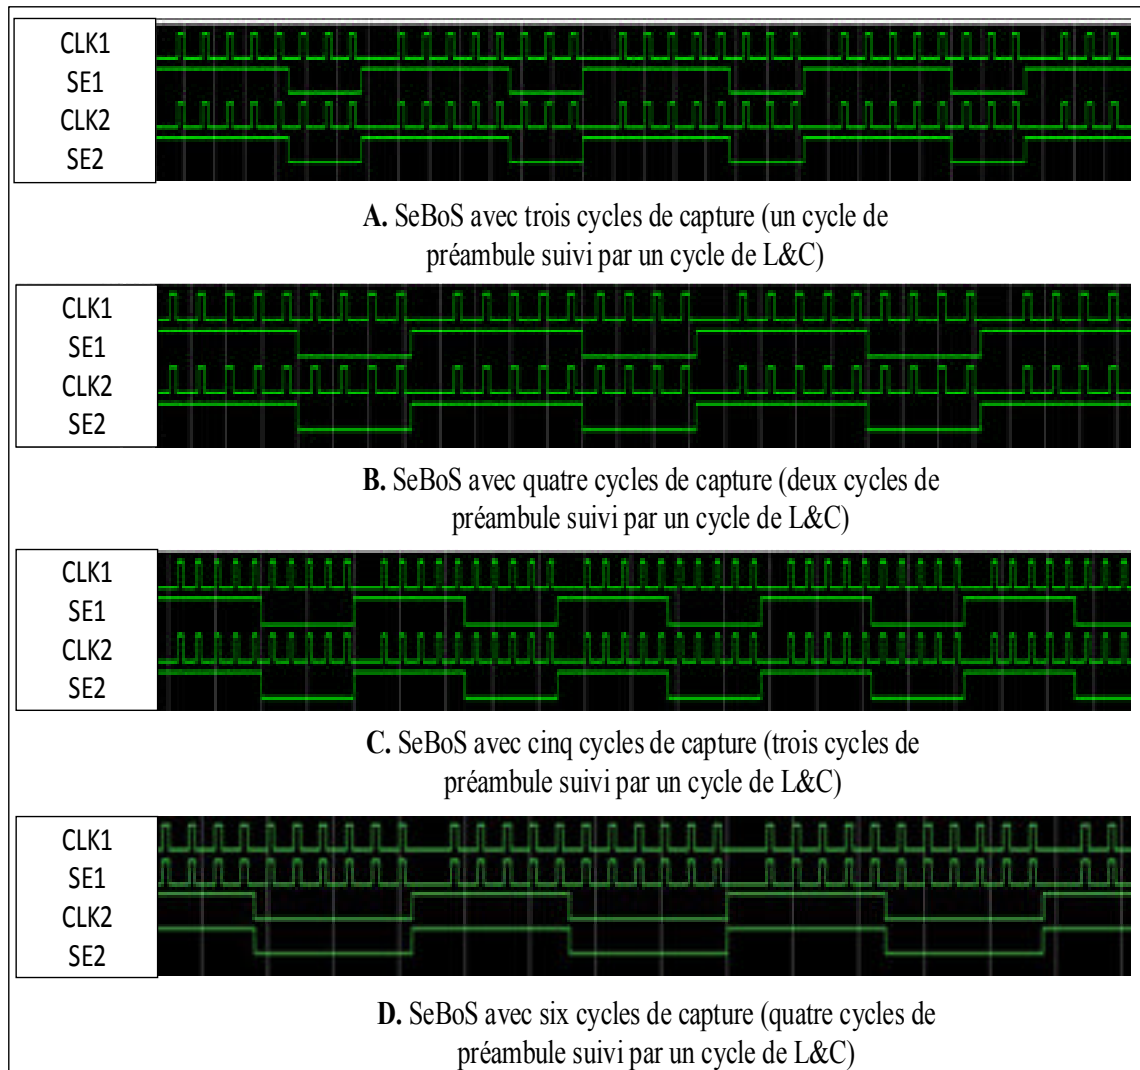 CLK1
SE1
CLK2
SE2
A. SeBoS avec trois cycles de capture (un cycle de
préambule suivi par un cycle de L&C)
CLK1
SE1
CLK2
SE2
B. SeBoS avec quatre cycles de capture (deux cycles de
préambule suivi par un cycle de L&C)
CLK1
SE1
CLK2
SE2
C. SeBoS avec cinq cycles de capture (trois cycles de
préambule suivi par un cycle de L&C)
CLK1
SE1
CLK2
SE2
D. SeBoS avec six cycles de capture (quatre cycles de
préambule suivi par un cycle de L&C)